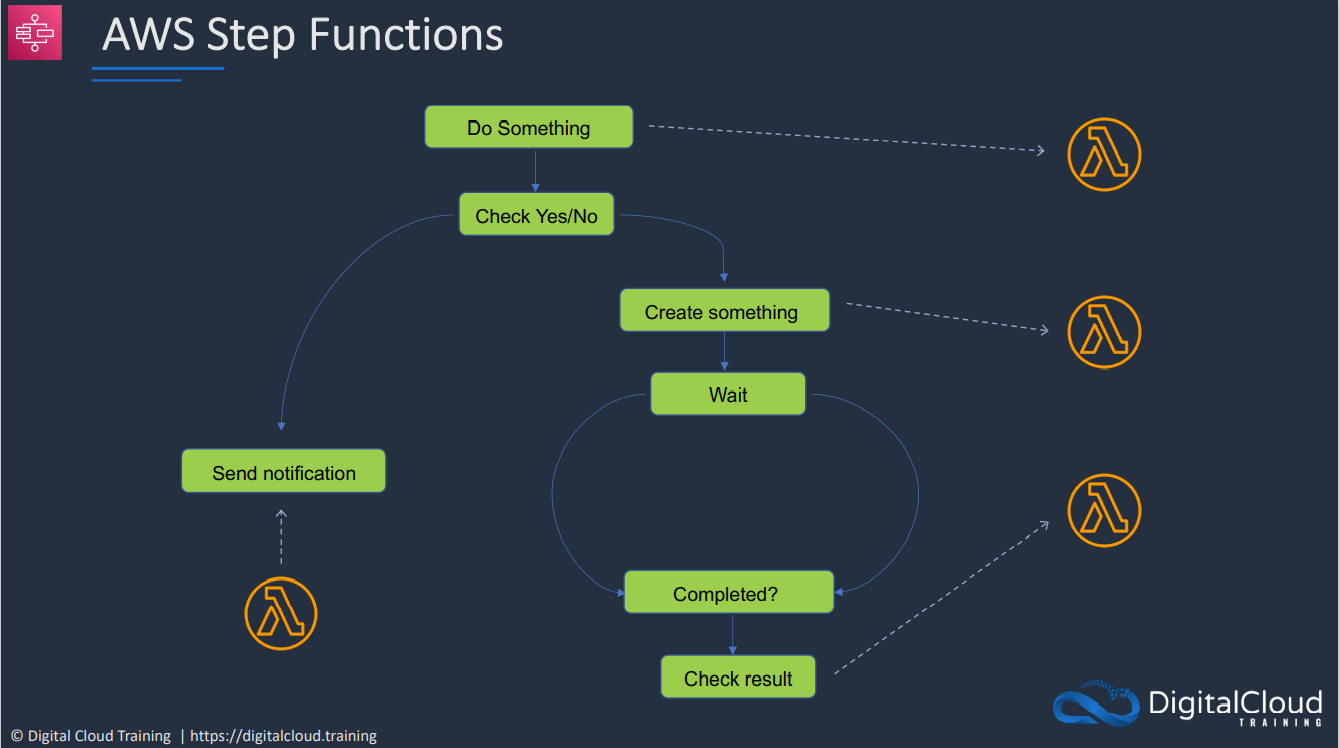 AWS Step Functions
Do Something
Check Yes/No
Create something
Wait
Send notification
Completed?
Check result
DigitalCloud
TRAINING
© Digital Cloud Training | https://digitalcloud.training